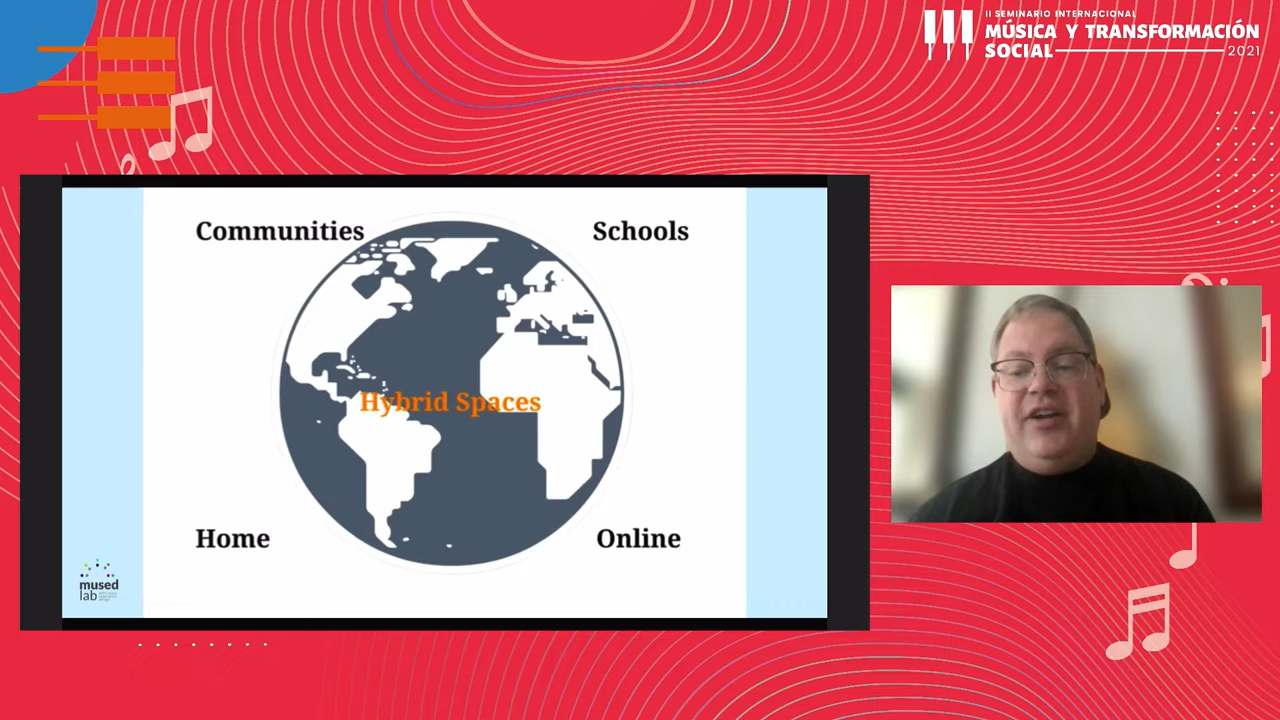 II SEMINARIO INTERNACIONAL
MÚSICA Y TRANSFORMACIÓN
SOCIAL 2021
Communities
Schools
Hybrid Spaces
Home
Online
mused
lab